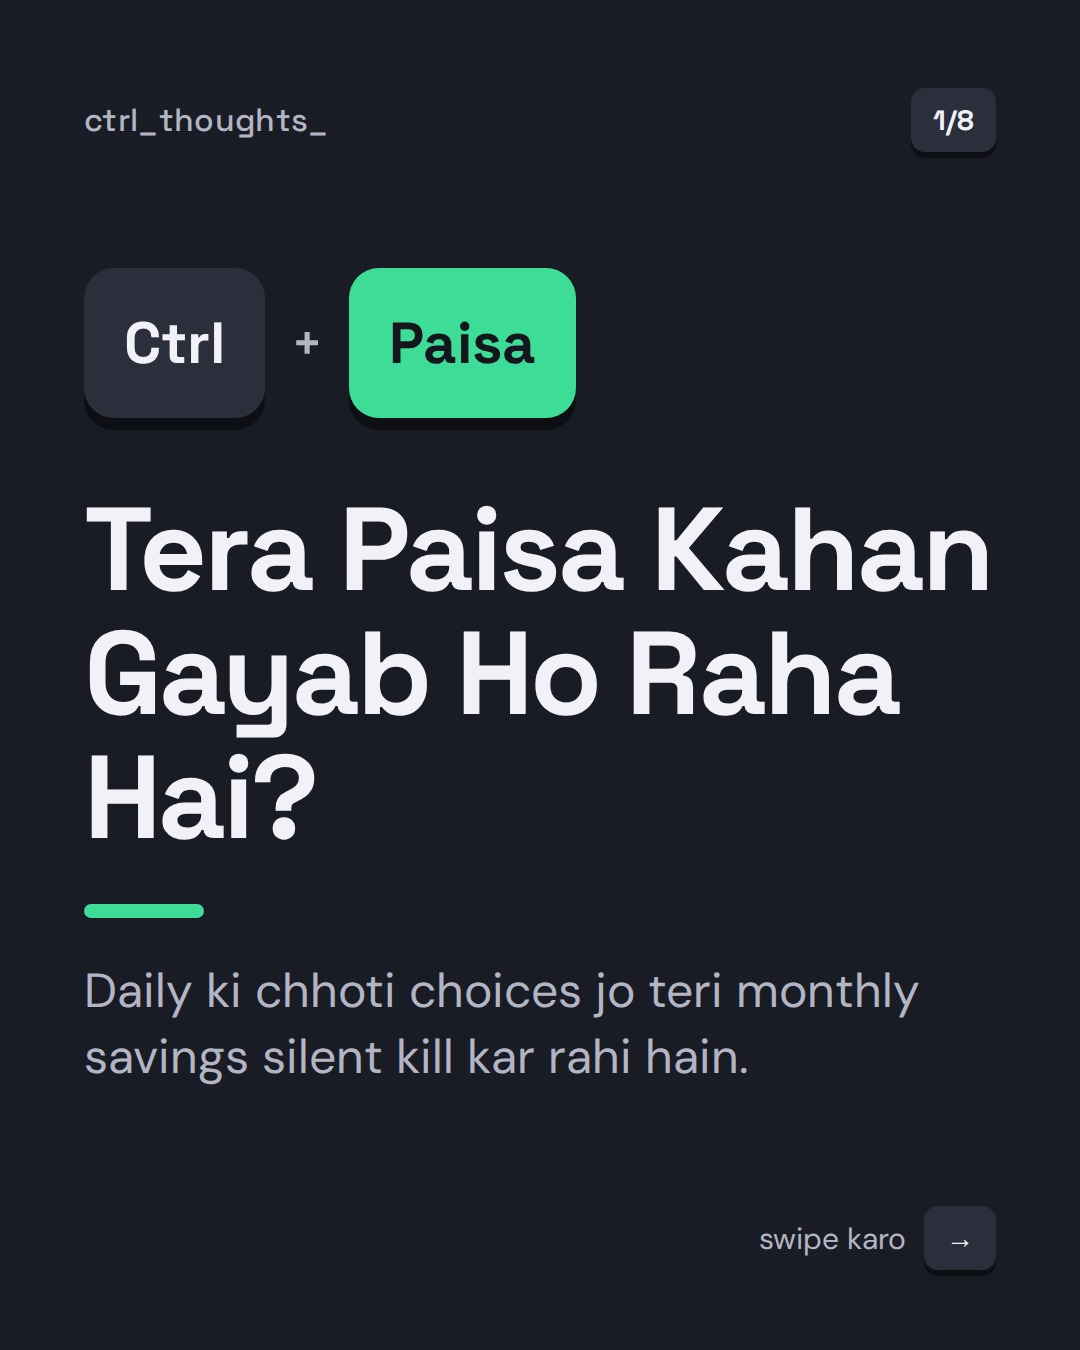 ctrl_thoughts_
1/8
Ctrl + Paisa
Tera Paisa Kahan
Gayab Ho Raha
Hai?
Daily ki chhoti choices jo teri monthly
savings silent kill kar rahi hain.
swipe karo →